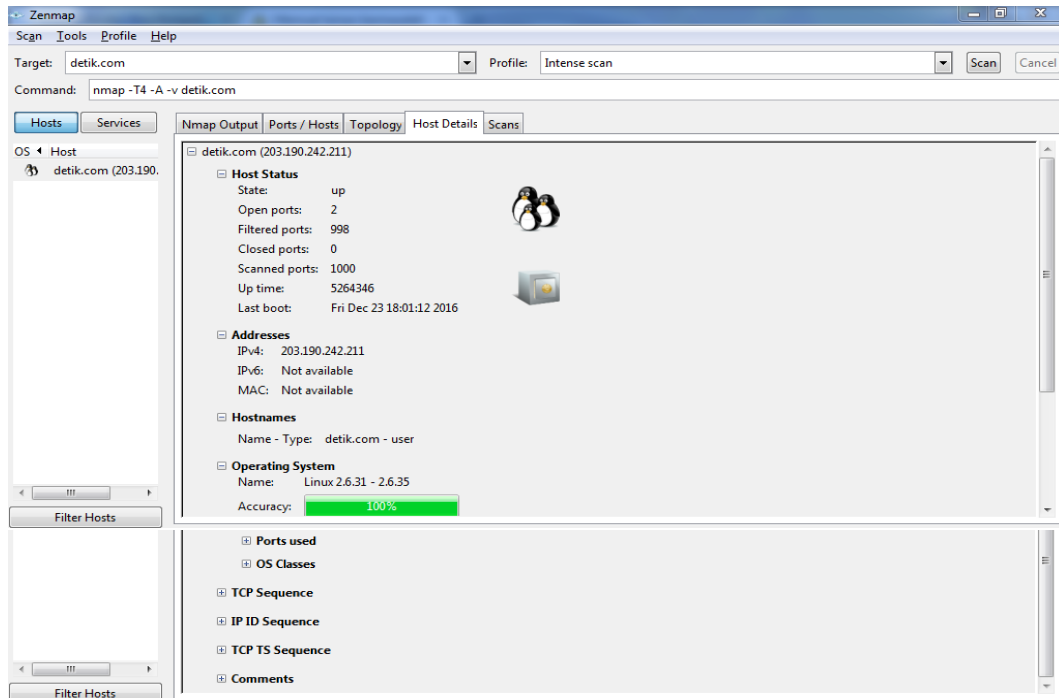 Zenmap
Scan Tools Profile Help
Target: detik.com Profile: Intense scan Scan Cancel
Command: nmap -T4 -A -v detik.com
Hosts Services Nmap Output Ports / Hosts Topology Host Details Scans
OS Host
detik.com (203.190.
detik.com (203.190.242.211)
Host Status
State: up
Open ports: 2
Filtered ports: 998
Closed ports: 0
Scanned ports: 1000
Up time: 5264346
Last boot: Fri Dec 23 18:01:12 2016
Addresses
IPv4: 203.190.242.211
IPv6: Not available
MAC: Not available
Hostnames
Name - Type: detik.com - user
Operating System
Name: Linux 2.6.31 - 2.6.35
Accuracy: 100%
Filter Hosts
Ports used
OS Classes
TCP Sequence
IP ID Sequence
TCP TS Sequence
Comments
Filter Hosts